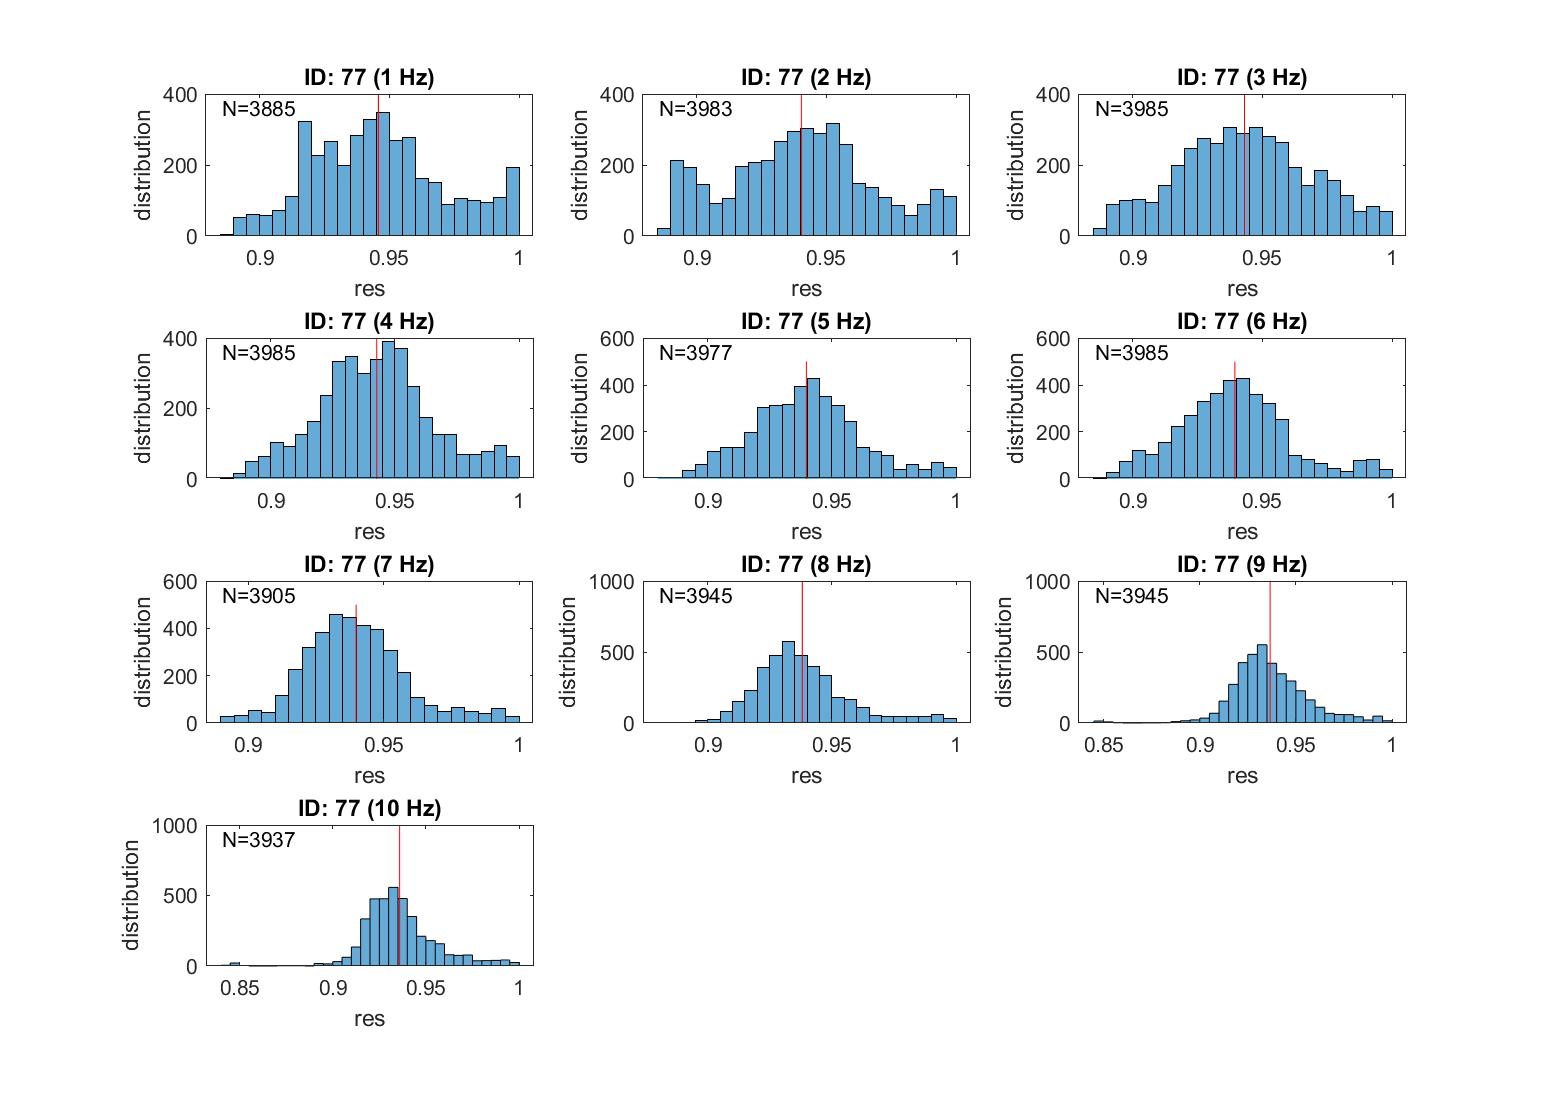 ID: 77 (1 Hz)
N=3885
distribution
400
200
0
0.9
0.95
1
res
ID: 77 (2 Hz)
N=3983
distribution
400
200
0
0.9
0.95
1
res
ID: 77 (3 Hz)
N=3985
distribution
400
200
0
0.9
0.95
1
res
ID: 77 (4 Hz)
N=3985
distribution
400
200
0
0.9
0.95
1
res
ID: 77 (5 Hz)
N=3977
distribution
600
400
200
0
0.9
0.95
1
res
ID: 77 (6 Hz)
N=3985
distribution
600
400
200
0
0.9
0.95
1
res
ID: 77 (7 Hz)
N=3905
distribution
600
400
200
0
0.9
0.95
1
res
ID: 77 (8 Hz)
N=3945
distribution
1000
500
0
0.9
0.95
1
res
ID: 77 (9 Hz)
N=3945
distribution
1000
500
0
0.85
0.9
0.95
1
res
ID: 77 (10 Hz)
N=3937
distribution
1000
500
0
0.85
0.9
0.95
1
res